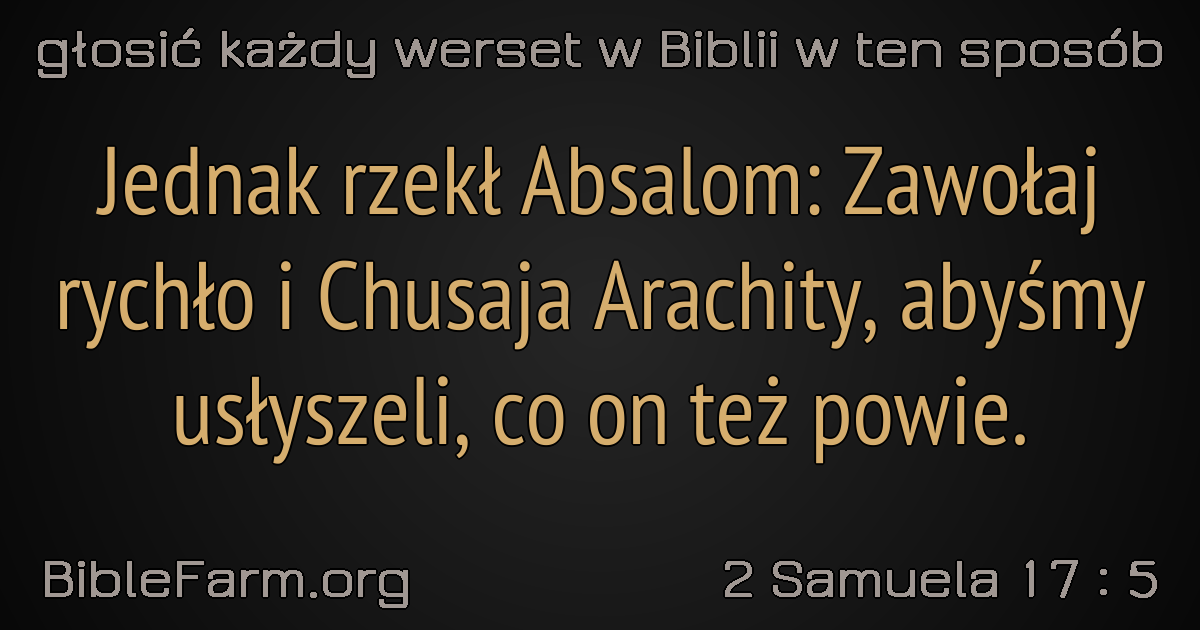 głosić każdy werset w Biblii w ten sposób
Jednak rzekł Absalom: Zawołaj
rychło i Chusaja Arachity, abyśmy
usłyszeli, co on też powie.
BibleFarm.org
2 Samuela 17 : 5